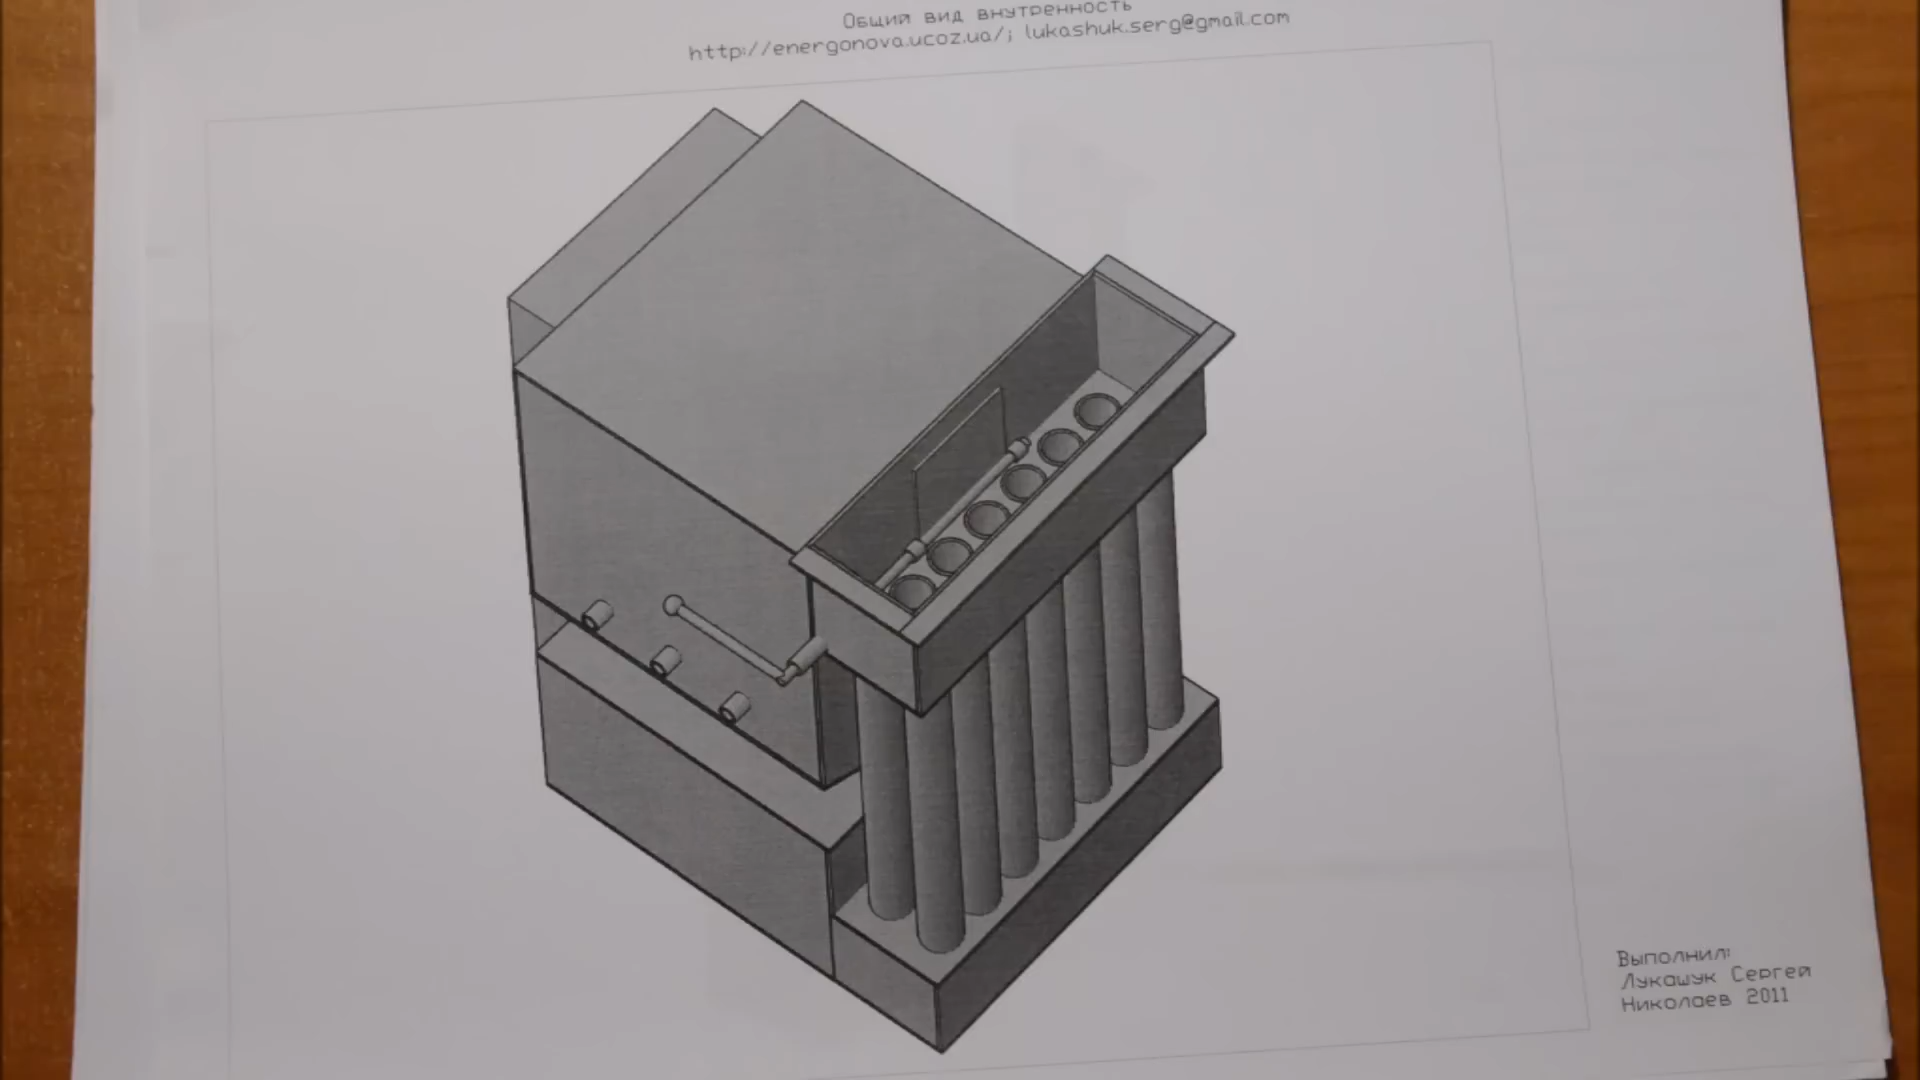 Общий вид внутренность
http://energonova.ucoz.ua/; lukashuk.serg@gmail.com
Выполнил:
Лукашук Сергей
Николаев 2011